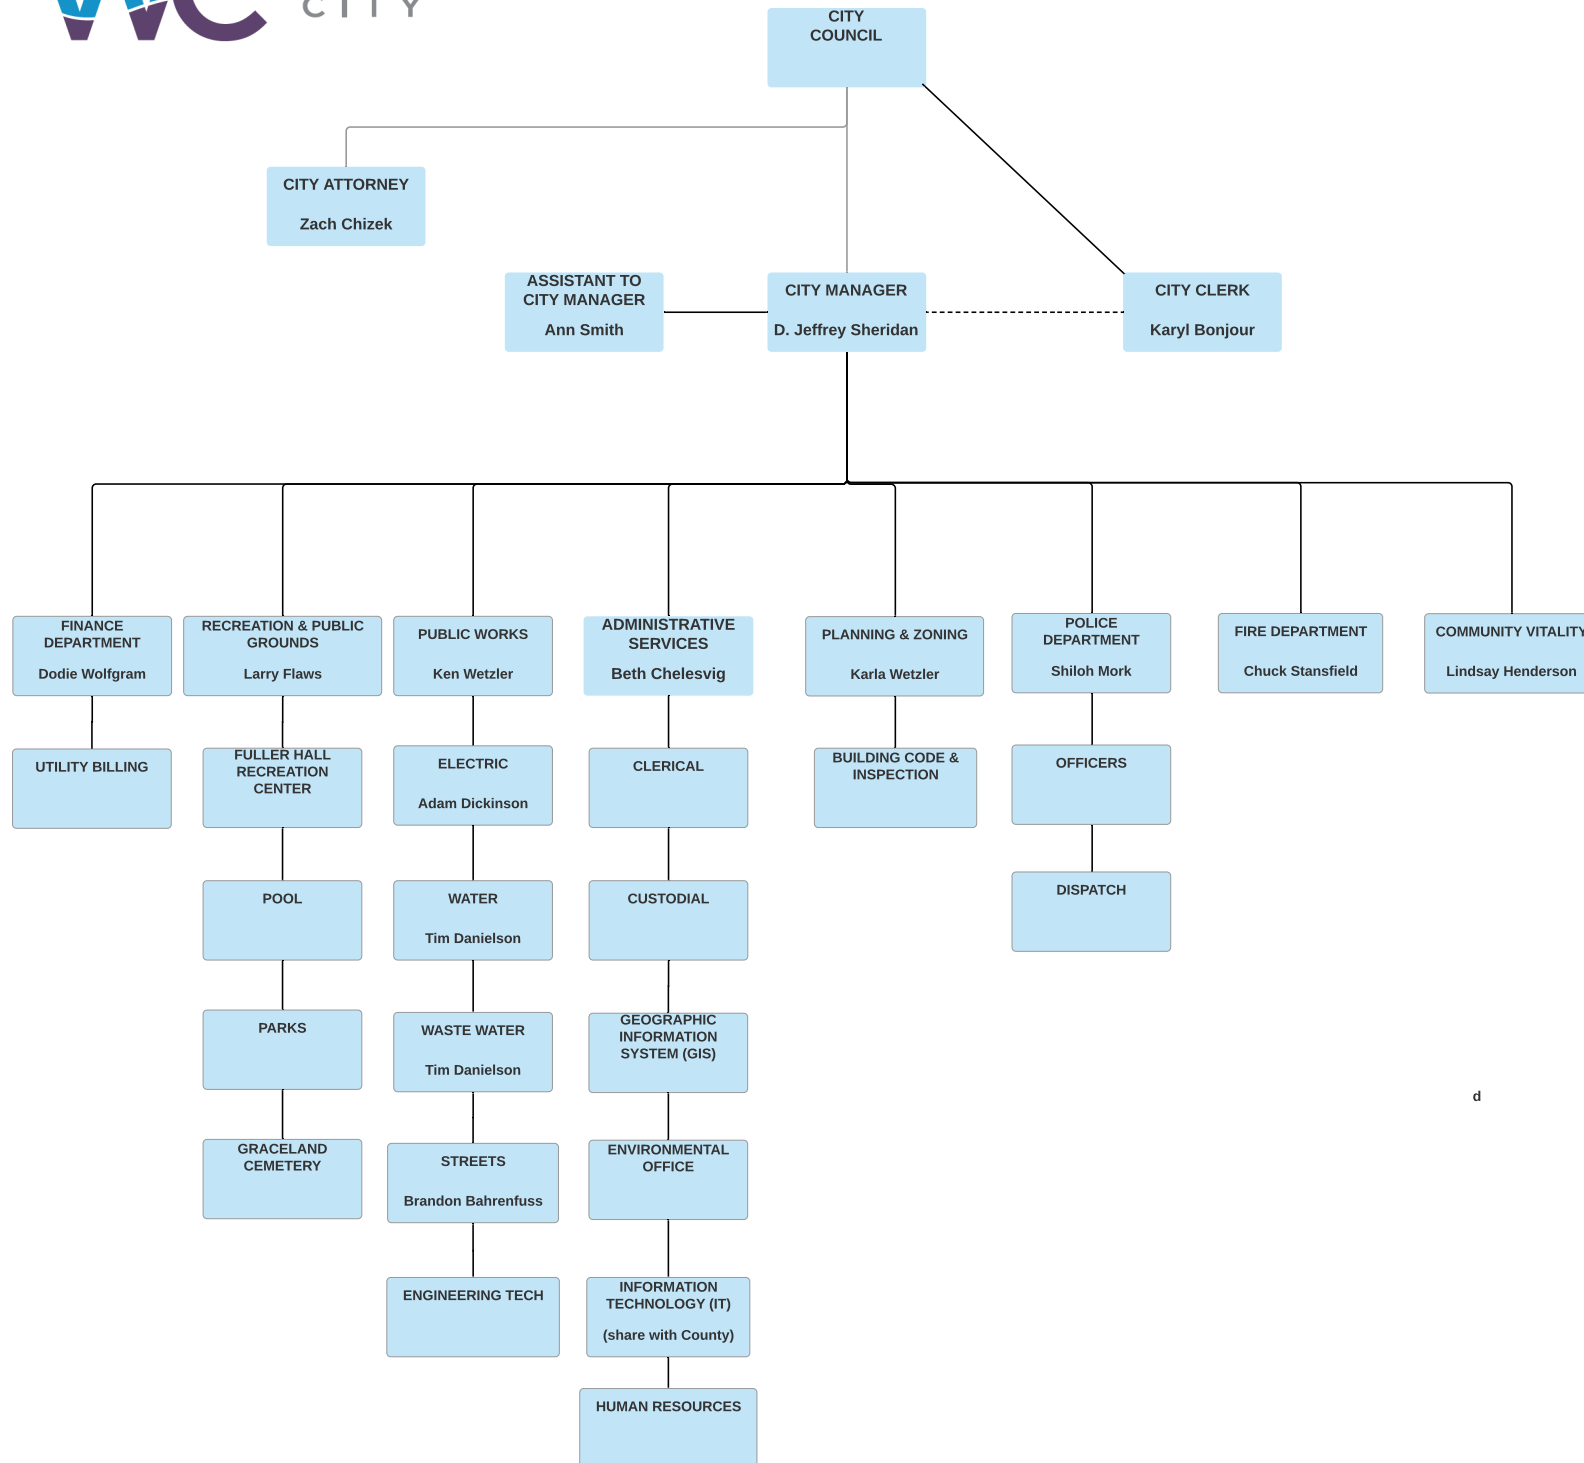 WC
CITY
CITY
COUNCIL
CITY ATTORNEY
Zach Chizek
ASSISTANT TO
CITY MANAGER
Ann Smith
CITY MANAGER
D. Jeffrey Sheridan
CITY CLERK
Karyl Bonjour
FINANCE
DEPARTMENT
Dodie Wolfgram
RECREATION & PUBLIC
GROUNDS
Larry Flaws
PUBLIC WORKS
Ken Wetzler
ADMINISTRATIVE
SERVICES
Beth Chelesvig
PLANNING & ZONING
Karla Wetzler
POLICE
DEPARTMENT
Shiloh Mork
FIRE DEPARTMENT
Chuck Stansfield
COMMUNITY VITALITY
Lindsay Henderson
UTILITY BILLING
FULLER HALL
RECREATION
CENTER
ELECTRIC
Adam Dickinson
CLERICAL
BUILDING CODE &
INSPECTION
OFFICERS
POOL
WATER
Tim Danielson
CUSTODIAL
DISPATCH
PARKS
WASTE WATER
Tim Danielson
GEOGRAPHIC
INFORMATION
SYSTEM (GIS)
d
GRACELAND
CEMETERY
STREETS
Brandon Bahrenfuss
ENVIRONMENTAL
OFFICE
ENGINEERING TECH
INFORMATION
TECHNOLOGY (IT)
(share with County)
HUMAN RESOURCES